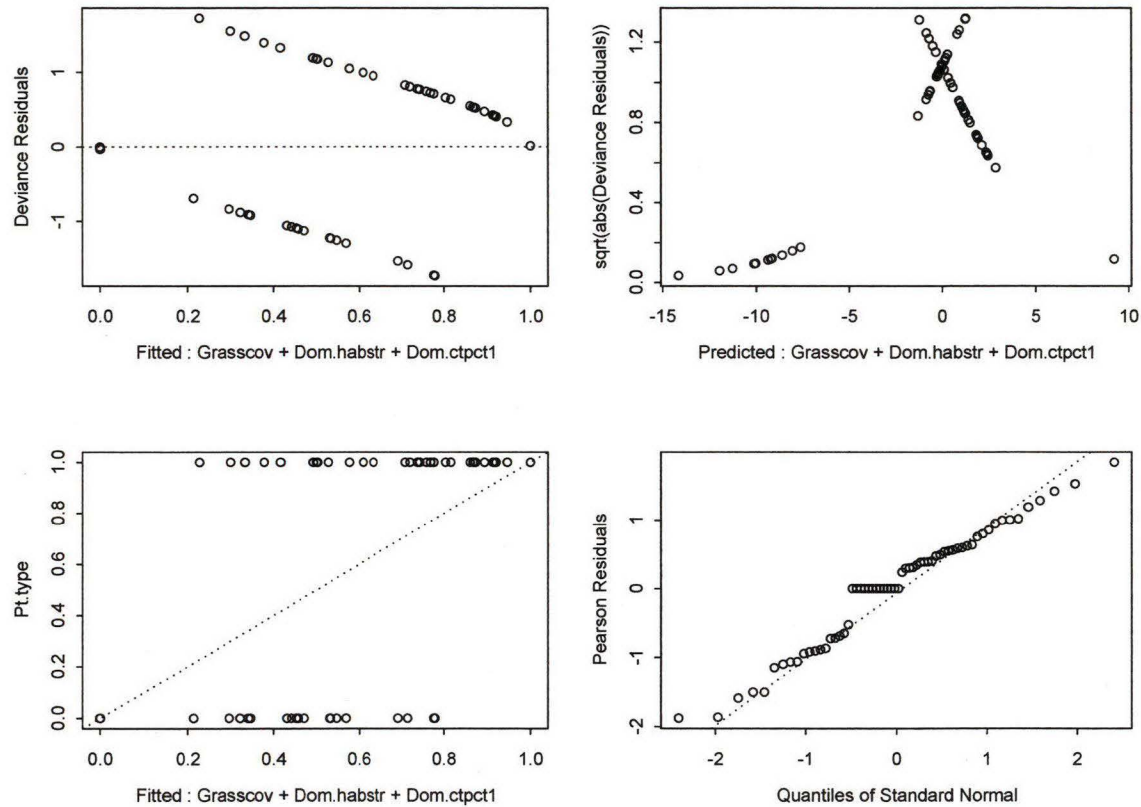 Deviance Residuals
1
0
-1
0.0 0.2 0.4 0.6 0.8 1.0
Fitted : Grasscov + Dom.habstr + Dom.ctpct1
sqrt(abs(Deviance Residuals))
1.2
0.8
0.4
0.0
-15 -10 -5 0 5 10
Predicted : Grasscov + Dom.habstr + Dom.ctpct1
Pt.type
1.0
0.8
0.6
0.4
0.2
0.0
0.0 0.2 0.4 0.6 0.8 1.0
Fitted : Grasscov + Dom.habstr + Dom.ctpct1
Pearson Residuals
1
0
-1
-2
-2 -1 0 1 2
Quantiles of Standard Normal